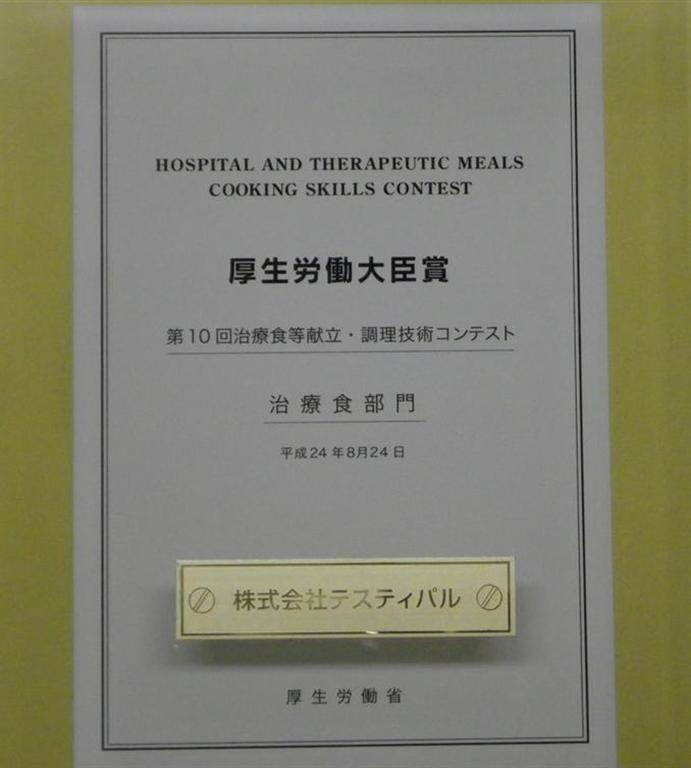 HOSPITAL AND THERAPEUTIC MEALS
COOKING SKILLS CONTEST
厚生労働大臣賞
第10回治療食等献立・調理技術コンテスト
治療食部門
平成24年8月24日
株式会社テスティパル
厚生労働省